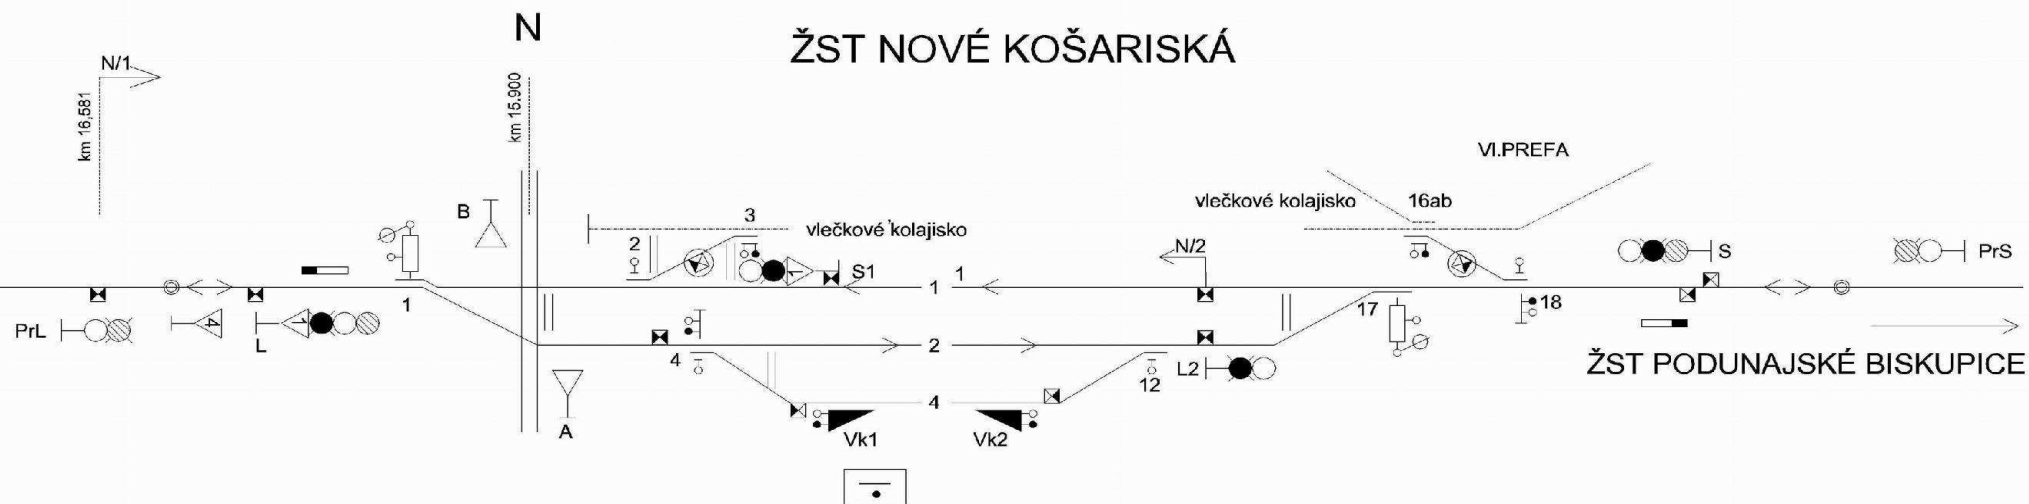 N
ŽST NOVÉ KOŠARISKÁ
N/1
km 16,581
km 15.900
VI.PREFA
B
3
vlečkové kolajisko
vlečkové kolajisko
16ab
2
N/2
S1
1
S
PrS
1
1
4
1
1
17
18
PrL
L
4
2
L2
12
ŽST PODUNAJSKÉ BISKUPICE
A
4
Vk1
Vk2